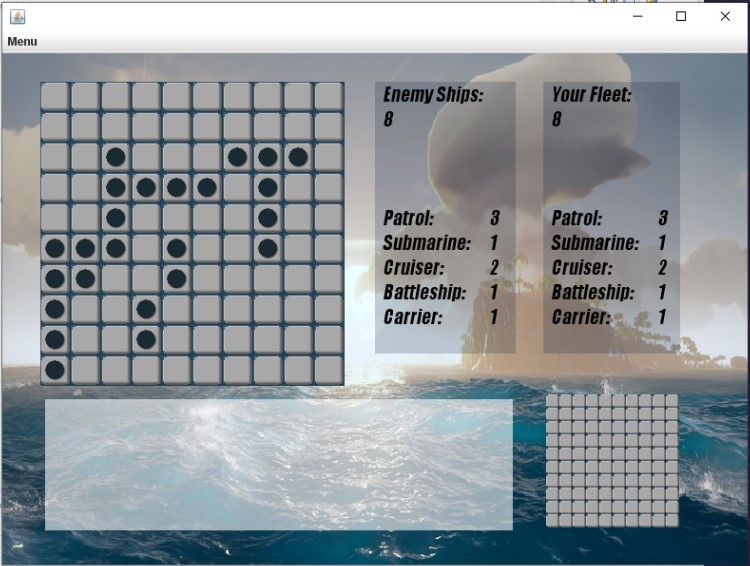 Menu
Enemy Ships:
8
Patrol: 3
Submarine: 1
Cruiser: 2
Battleship: 1
Carrier: 1
Your Fleet:
8
Patrol: 3
Submarine: 1
Cruiser: 2
Battleship: 1
Carrier: 1